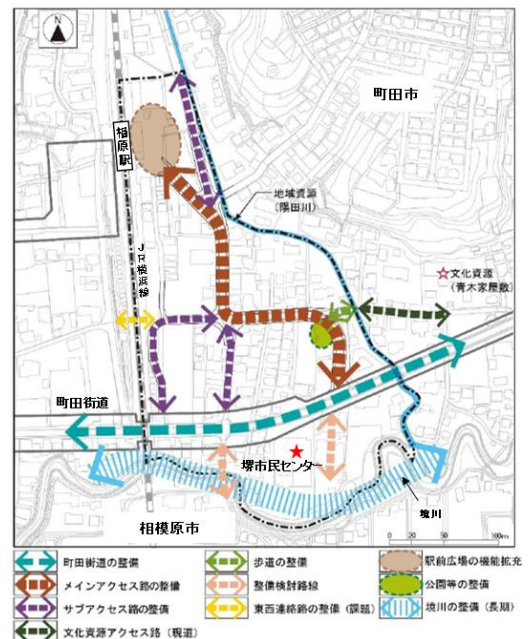 N
町田市
相原駅
地域資源
(陽田川)
JR横浜線
☆文化資源
(青木家屋敷)
町田街道
堺市民センター
境川
相模原市
0 20 50 100m
町田街道の整備
歩道の整備
駅前広場の機能拡充
メインアクセス路の整備
整備検討路線
公園等の整備
サブアクセス路の整備
東西連絡路の整備(課題)
境川の整備(長期)
文化資源アクセス路(現道)